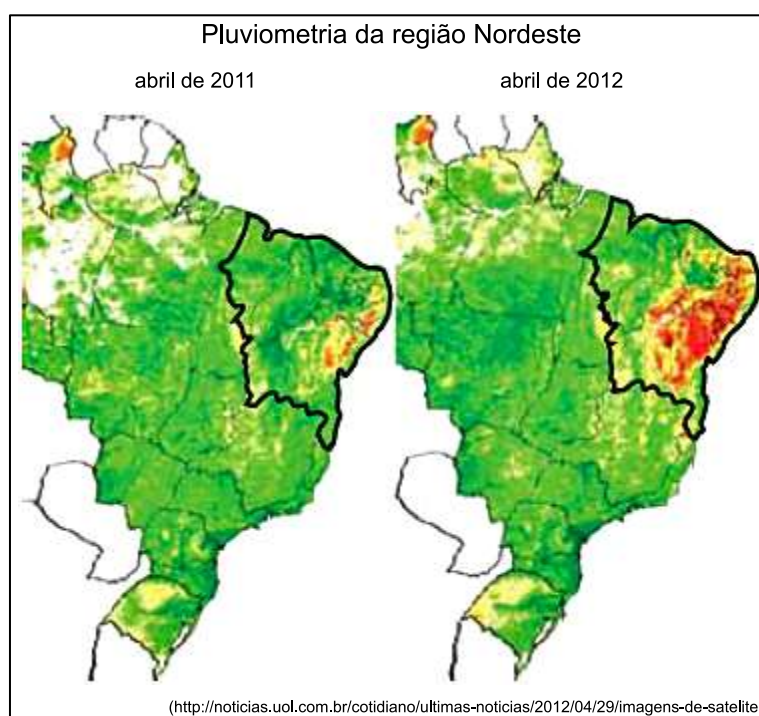 Pluviometria da região Nordeste
abril de 2011
abril de 2012
(http://noticias.uol.com.br/cotidiano/ultimas-noticias/2012/04/29/imagens-de-satelite